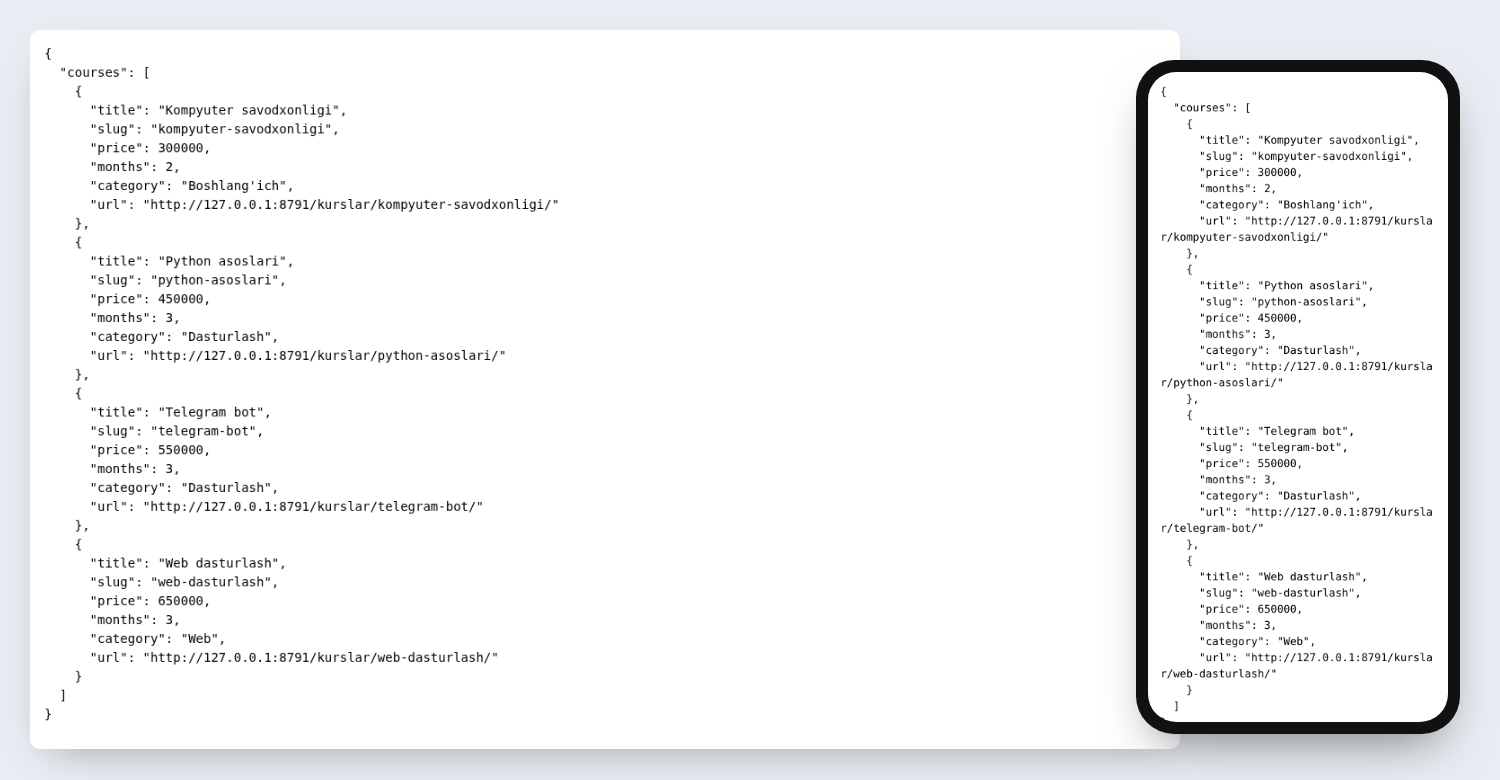 {
  "courses": [
    {
      "title": "Kompyuter savodxonligi",
      "slug": "kompyuter-savodxonligi",
      "price": 300000,
      "months": 2,
      "category": "Boshlang'ich",
      "url": "http://127.0.0.1:8791/kurslar/kompyuter-savodxonligi/"
    },
    {
      "title": "Python asoslari",
      "slug": "python-asoslari",
      "price": 450000,
      "months": 3,
      "category": "Dasturlash",
      "url": "http://127.0.0.1:8791/kurslar/python-asoslari/"
    },
    {
      "title": "Telegram bot",
      "slug": "telegram-bot",
      "price": 550000,
      "months": 3,
      "category": "Dasturlash",
      "url": "http://127.0.0.1:8791/kurslar/telegram-bot/"
    },
    {
      "title": "Web dasturlash",
      "slug": "web-dasturlash",
      "price": 650000,
      "months": 3,
      "category": "Web",
      "url": "http://127.0.0.1:8791/kurslar/web-dasturlash/"
    }
  ]
}
{
  "courses": [
    {
      "title": "Kompyuter savodxonligi",
      "slug": "kompyuter-savodxonligi",
      "price": 300000,
      "months": 2,
      "category": "Boshlang'ich",
      "url": "http://127.0.0.1:8791/kursla
r/kompyuter-savodxonligi/"
    },
    {
      "title": "Python asoslari",
      "slug": "python-asoslari",
      "price": 450000,
      "months": 3,
      "category": "Dasturlash",
      "url": "http://127.0.0.1:8791/kursla
r/python-asoslari/"
    },
    {
      "title": "Telegram bot",
      "slug": "telegram-bot",
      "price": 550000,
      "months": 3,
      "category": "Dasturlash",
      "url": "http://127.0.0.1:8791/kursla
r/telegram-bot/"
    },
    {
      "title": "Web dasturlash",
      "slug": "web-dasturlash",
      "price": 650000,
      "months": 3,
      "category": "Web",
      "url": "http://127.0.0.1:8791/kursla
r/web-dasturlash/"
    }
  ]